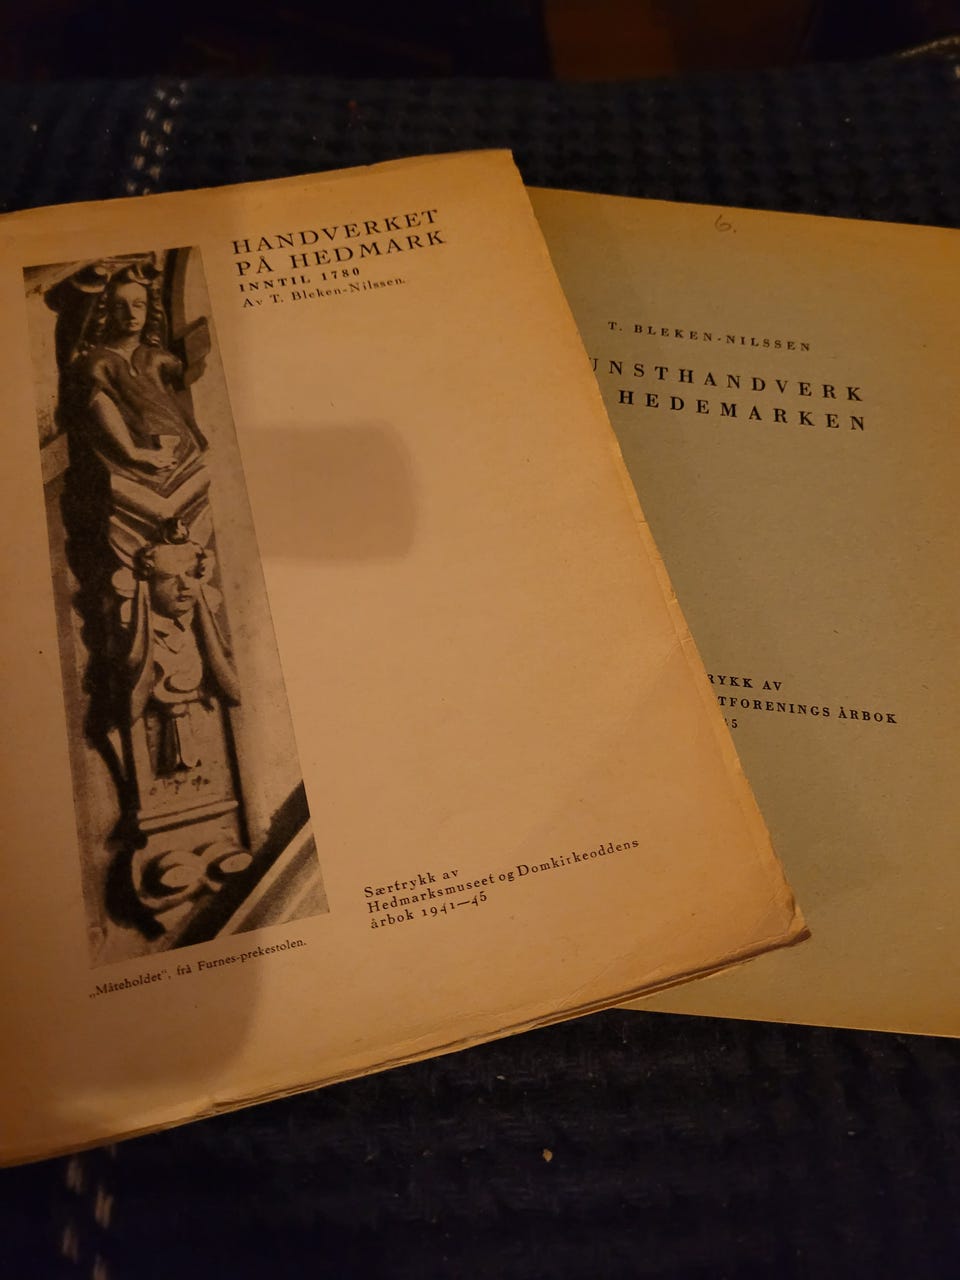 HANDVERKET
PÅ HEDMARK
INNTIL 1780
Av T. Bleken-Nilssen.
Særtrykk av
Hedmarksmuseet og Domkirkeoddens
årbok 1941—45
„Måteholdet", frå Furnes-prekestolen.
6.
T. BLEKEN-NILSSEN
UNSTHANDVERK
HEDEMARKEN
RYKK AV
TFORENINGS ÅRBOK